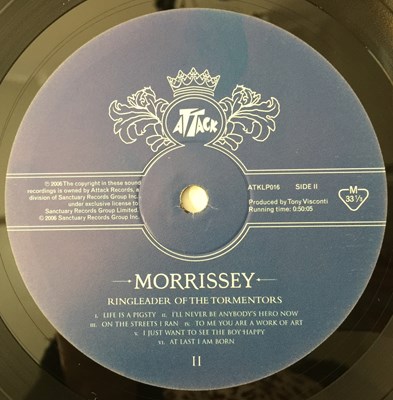 ATTACK
℗ 2006 The copyright in these sound
recordings is owned by Attack Records, a
division of Sanctuary Records Group Inc.
under exclusive license for
Sanctuary Records Group Limited.
© 2006 Sanctuary Records Group Inc.
ATKLP016 SIDE II
Produced by Tony Visconti
Running time: 0:50:05
M
33 1/3
MORRISSEY
RINGLEADER OF THE TORMENTORS
I. LIFE IS A PIGSTY II. I'LL NEVER BE ANYBODY'S HERO NOW
III. ON THE STREETS I RAN IV. TO ME YOU ARE A WORK OF ART
V. I JUST WANT TO SEE THE BOY HAPPY
VI. AT LAST I AM BORN
II